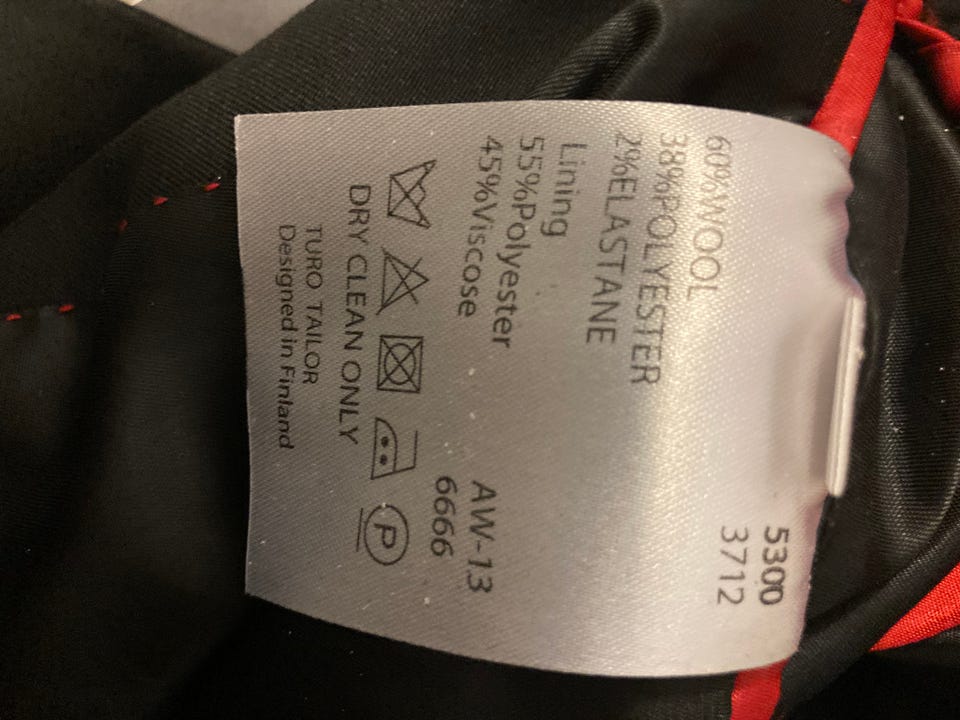 5300
3712
60%WOOL
38%POLYESTER
2%ELASTANE
Lining
55%Polyester
45%Viscose
AW-13
6666
P
DRY CLEAN ONLY
TURO TAILOR
Designed in Finland